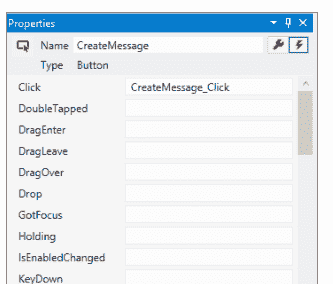 Properties
Name CreateMessage
Type Button
Click CreateMessage_Click
DoubleTapped
DragEnter
DragLeave
DragOver
Drop
GotFocus
Holding
IsEnabledChanged
KeyDown